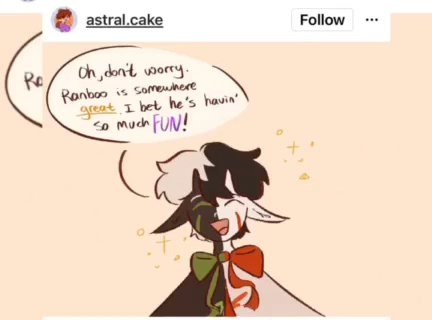 astral.cake
Follow
Oh, don't worry.
Ranboo is somewhere
great. I bet he's havin'
so much FUN!